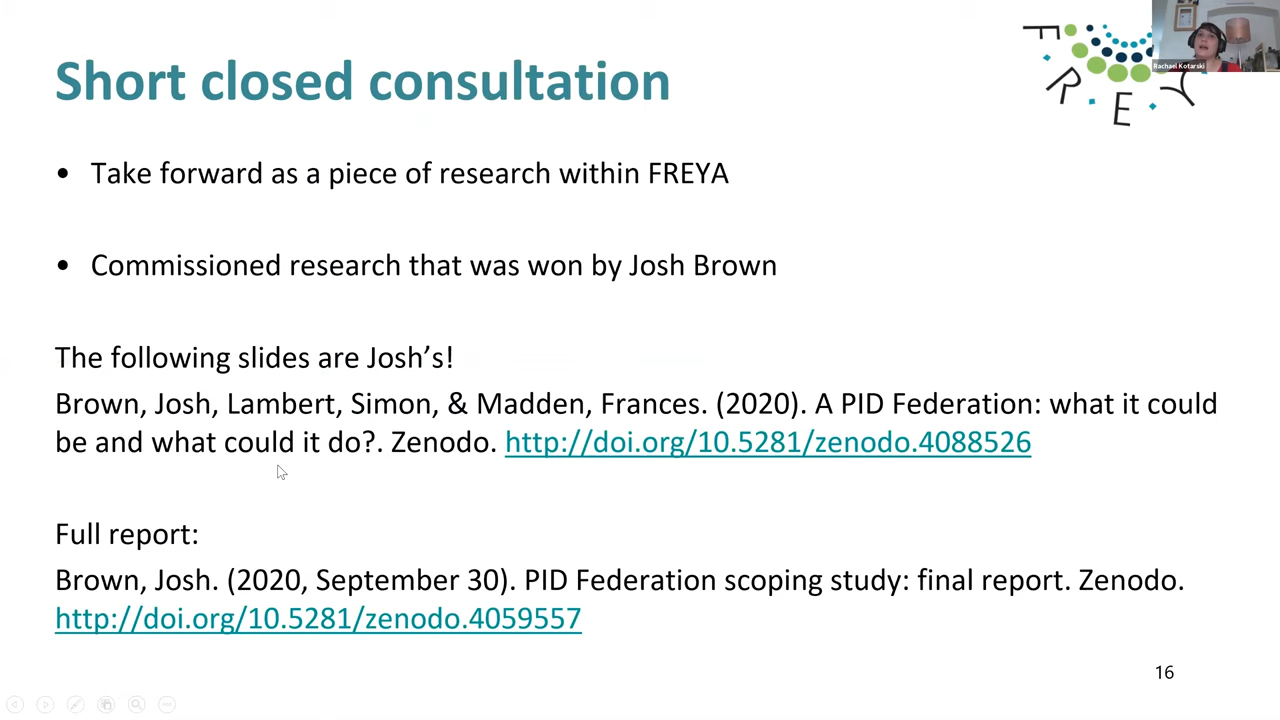 Short closed consultation
FREY
Rachael Kotarski
• Take forward as a piece of research within FREYA
• Commissioned research that was won by Josh Brown
The following slides are Josh’s!
Brown, Josh, Lambert, Simon, & Madden, Frances. (2020). A PID Federation: what it could
be and what could it do?. Zenodo. http://doi.org/10.5281/zenodo.4088526
Full report:
Brown, Josh. (2020, September 30). PID Federation scoping study: final report. Zenodo.
http://doi.org/10.5281/zenodo.4059557
16